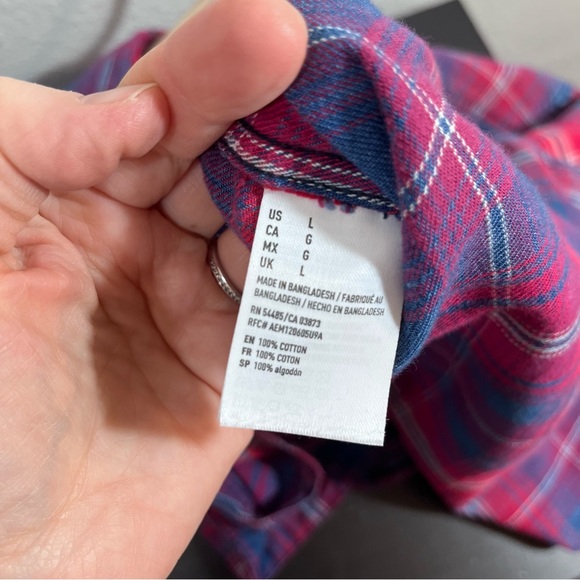 US L
CA G
MX G
UK L
MADE IN BANGLADESH / FABRIQUÉ AU
BANGLADESH / HECHO EN BANGLADESH
RN 54485/CA 03873
RFC# AEM120605U9A
EN 100% COTTON
FR 100% COTON
SP 100% algodón